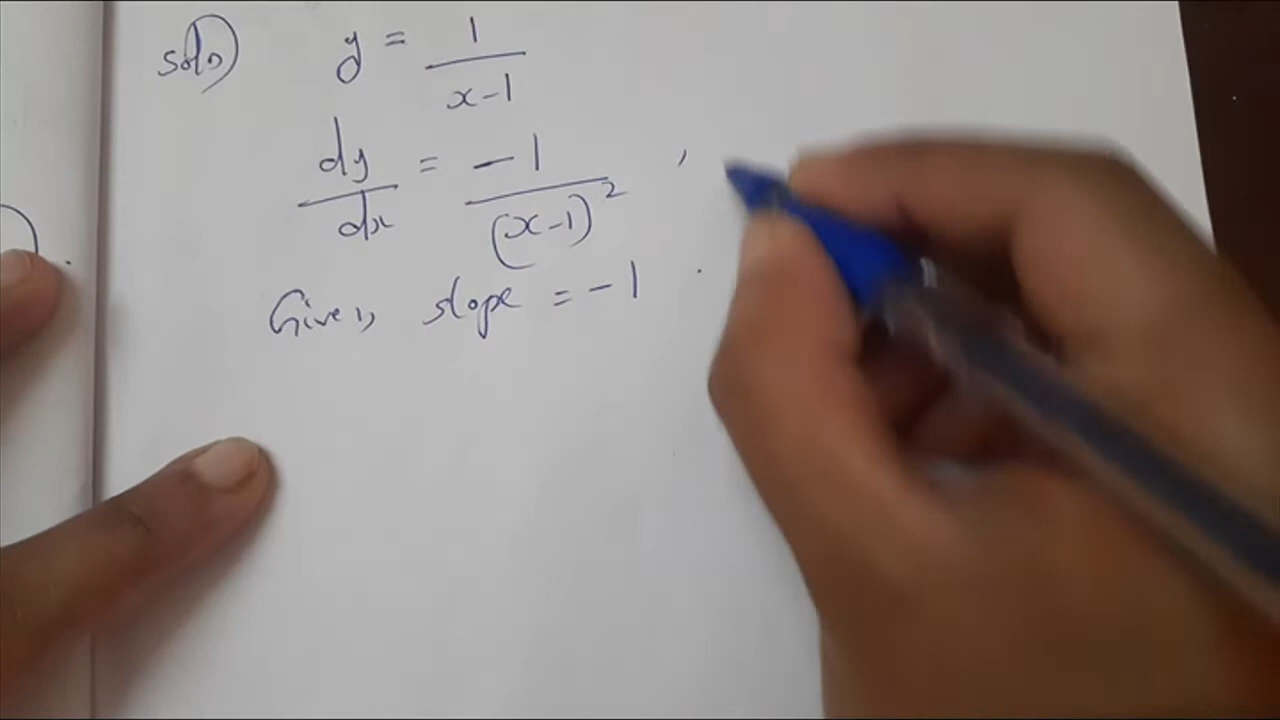 soln) y = 1/(x-1)
dy/dx = -1/(x-1)² ,
Given, slope = -1 .